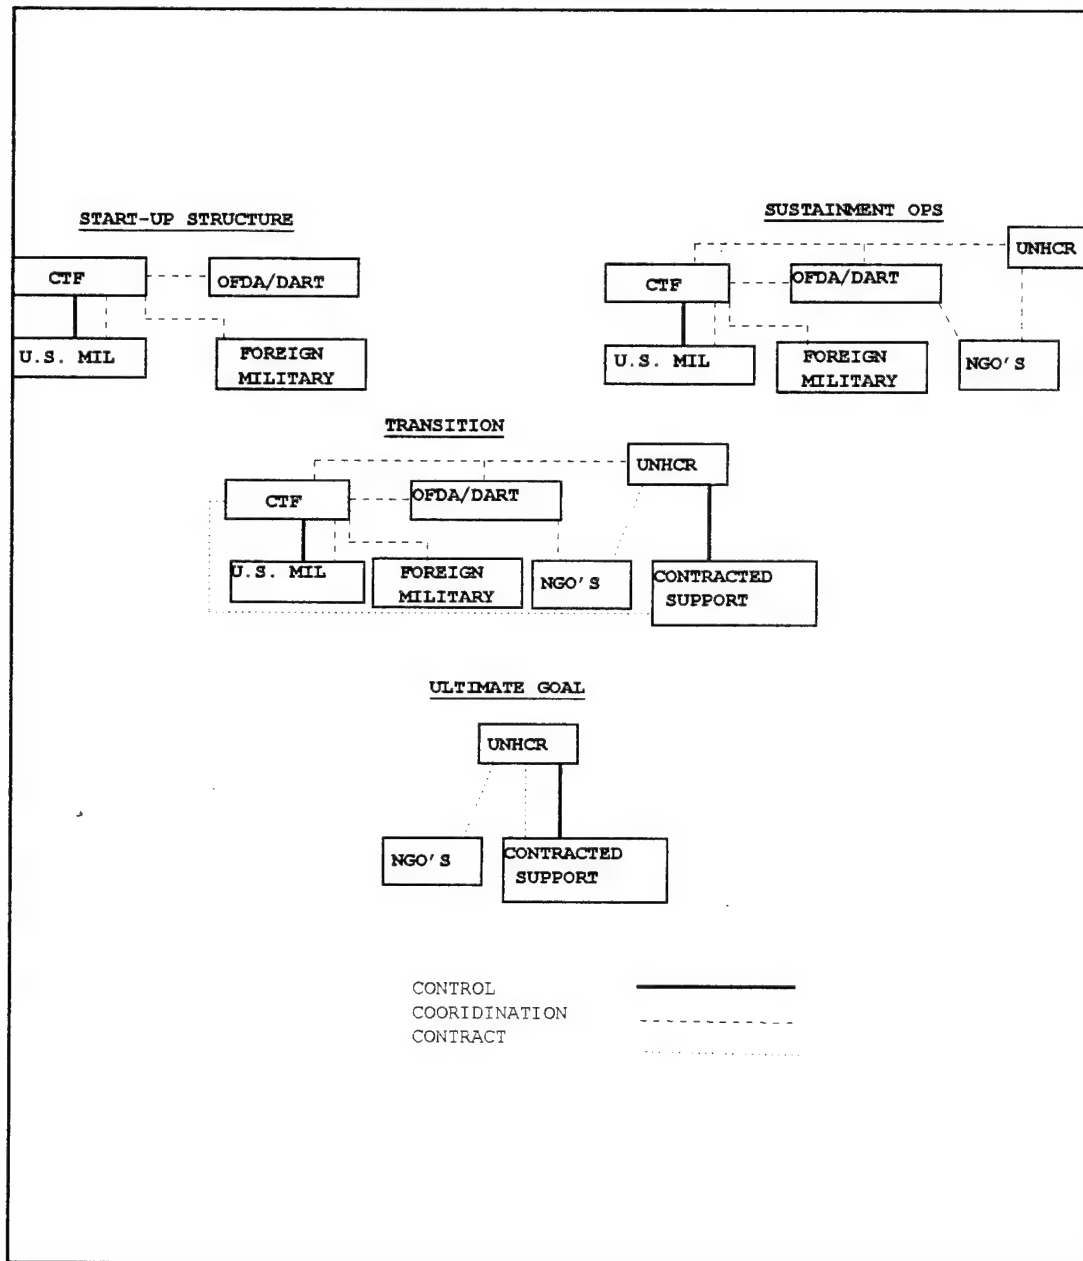 START-UP STRUCTURE
CTF
OFDA/DART
U.S. MIL
FOREIGN
MILITARY
SUSTAINMENT OPS
UNHCR
CTF
OFDA/DART
U.S. MIL
FOREIGN
MILITARY
NGO'S
TRANSITION
UNHCR
CTF
OFDA/DART
U.S. MIL
FOREIGN
MILITARY
NGO'S
CONTRACTED
SUPPORT
ULTIMATE GOAL
UNHCR
NGO'S
CONTRACTED
SUPPORT
CONTROL
COORIDINATION
CONTRACT